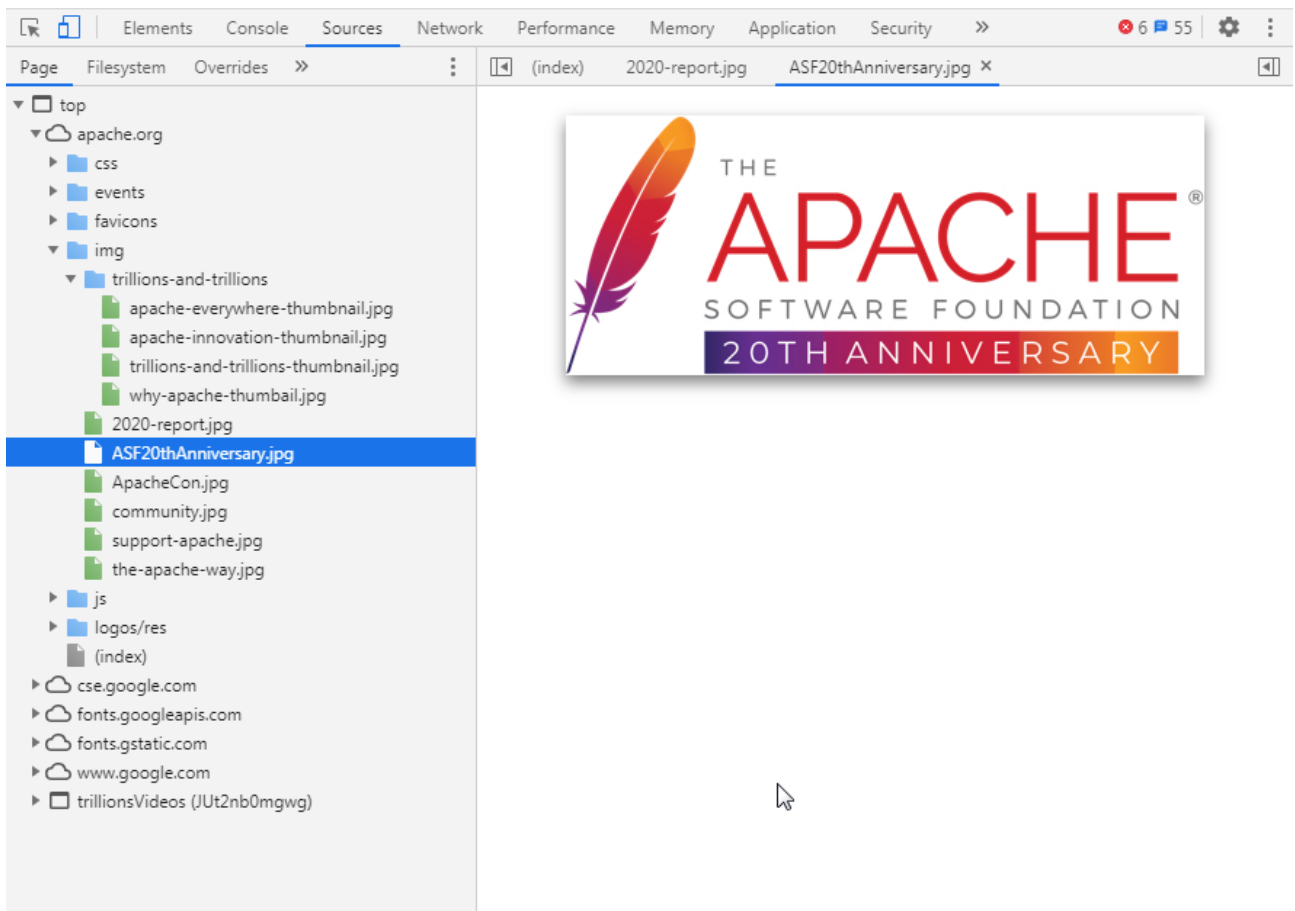 Elements Console Sources Network Performance Memory Application Security » 6 55
Page Filesystem Overrides »
(index) 2020-report.jpg ASF20thAnniversary.jpg ×
top
apache.org
css
events
favicons
img
trillions-and-trillions
apache-everywhere-thumbnail.jpg
apache-innovation-thumbnail.jpg
trillions-and-trillions-thumbnail.jpg
why-apache-thumbail.jpg
2020-report.jpg
ASF20thAnniversary.jpg
ApacheCon.jpg
community.jpg
support-apache.jpg
the-apache-way.jpg
js
logos/res
(index)
cse.google.com
fonts.googleapis.com
fonts.gstatic.com
www.google.com
trillionsVideos (JUt2nb0mgwg)
THE
APACHE®
SOFTWARE FOUNDATION
20TH ANNIVERSARY